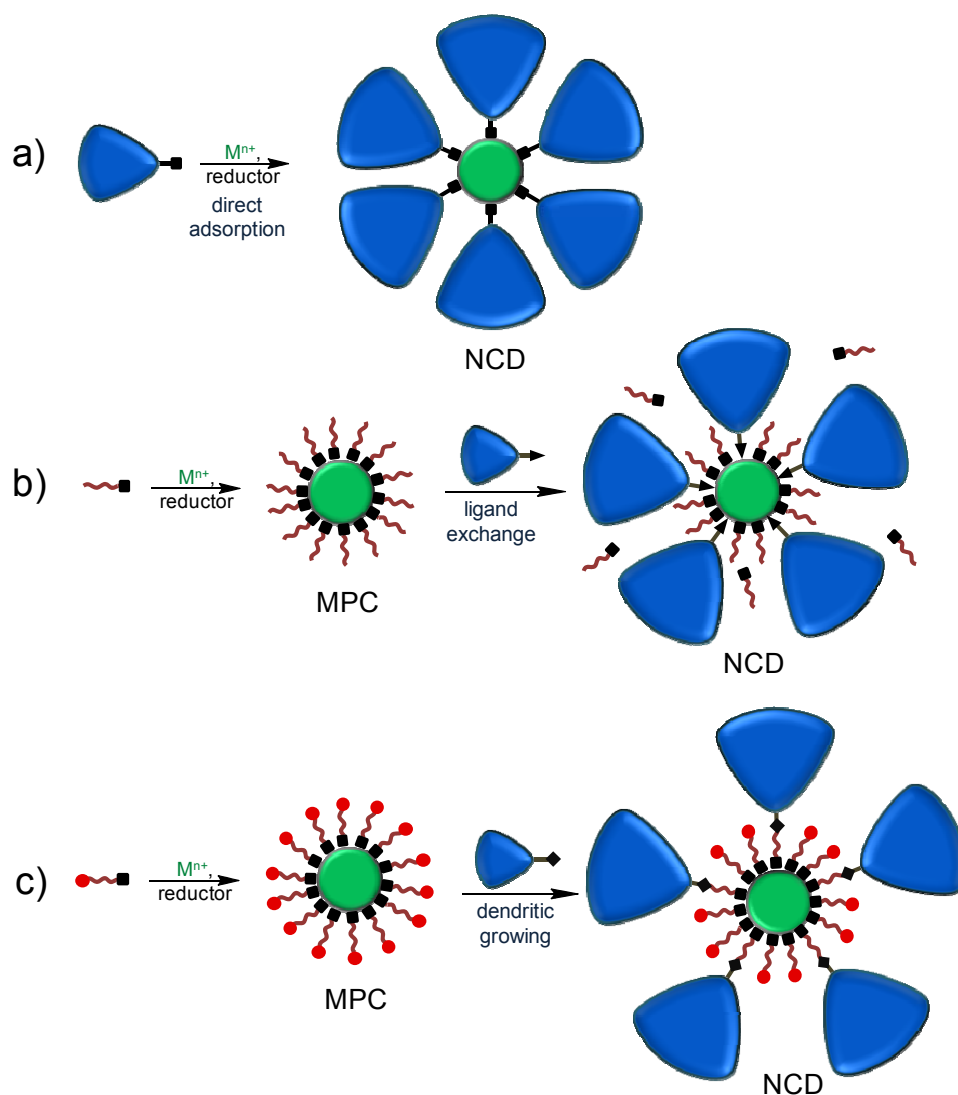 a)
Mⁿ⁺,
reductor
direct
adsorption
NCD
b)
Mⁿ⁺,
reductor
MPC
ligand
exchange
NCD
c)
Mⁿ⁺,
reductor
MPC
dendritic
growing
NCD